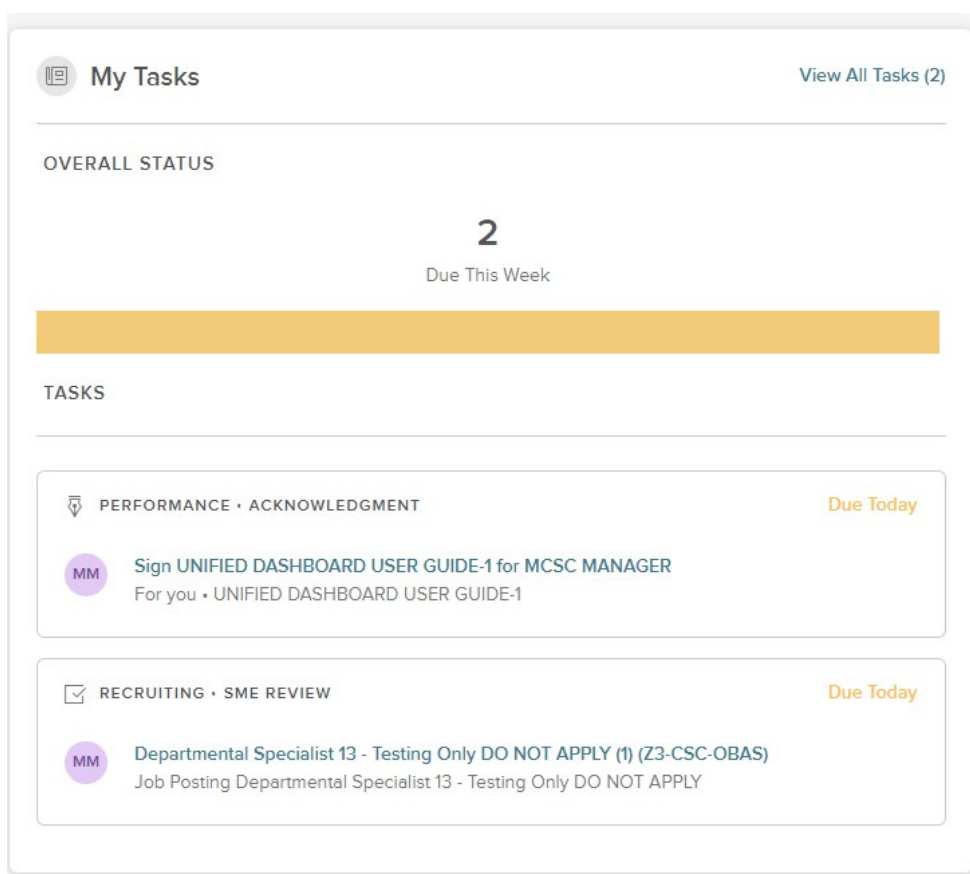 My Tasks
View All Tasks (2)
OVERALL STATUS
2
Due This Week
TASKS
PERFORMANCE • ACKNOWLEDGMENT
Due Today
MM
Sign UNIFIED DASHBOARD USER GUIDE-1 for MCSC MANAGER
For you • UNIFIED DASHBOARD USER GUIDE-1
RECRUITING • SME REVIEW
Due Today
MM
Departmental Specialist 13 - Testing Only DO NOT APPLY (1) (Z3-CSC-OBAS)
Job Posting Departmental Specialist 13 - Testing Only DO NOT APPLY